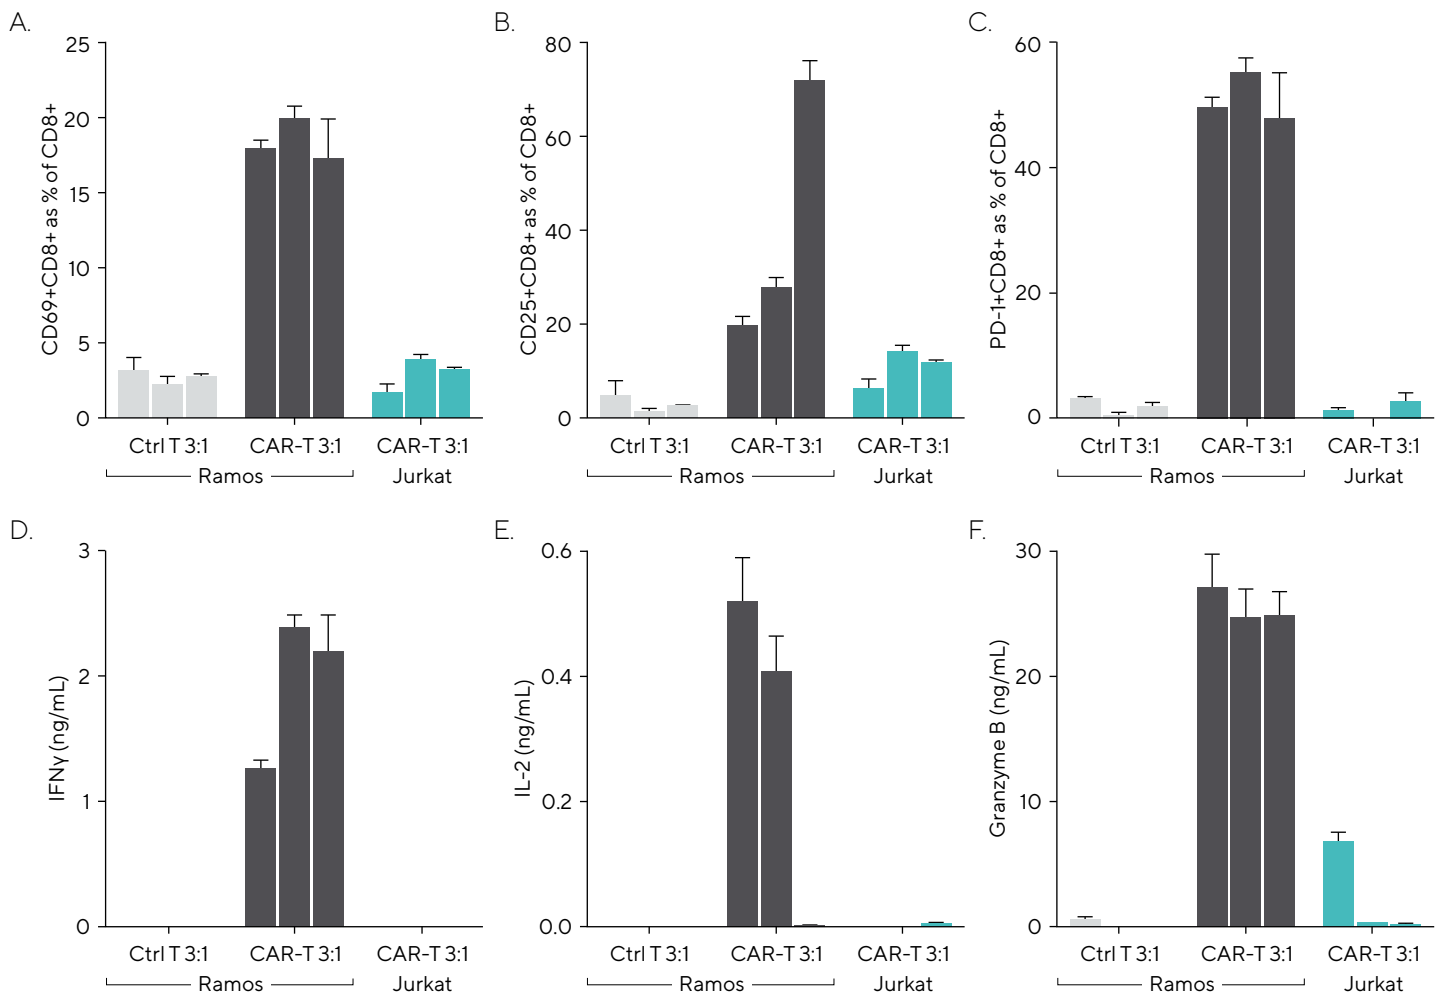 A.
CD69+CD8+ as % of CD8+
25
20
15
10
5
0
Ctrl T 3:1 CAR-T 3:1 CAR-T 3:1
Ramos Jurkat
B.
CD25+CD8+ as % of CD8+
80
60
40
20
0
Ctrl T 3:1 CAR-T 3:1 CAR-T 3:1
Ramos Jurkat
C.
PD-1+CD8+ as % of CD8+
60
40
20
0
Ctrl T 3:1 CAR-T 3:1 CAR-T 3:1
Ramos Jurkat
D.
IFNγ (ng/mL)
3
2
1
0
Ctrl T 3:1 CAR-T 3:1 CAR-T 3:1
Ramos Jurkat
E.
IL-2 (ng/mL)
0.6
0.4
0.2
0.0
Ctrl T 3:1 CAR-T 3:1 CAR-T 3:1
Ramos Jurkat
F.
Granzyme B (ng/mL)
30
20
10
0
Ctrl T 3:1 CAR-T 3:1 CAR-T 3:1
Ramos Jurkat